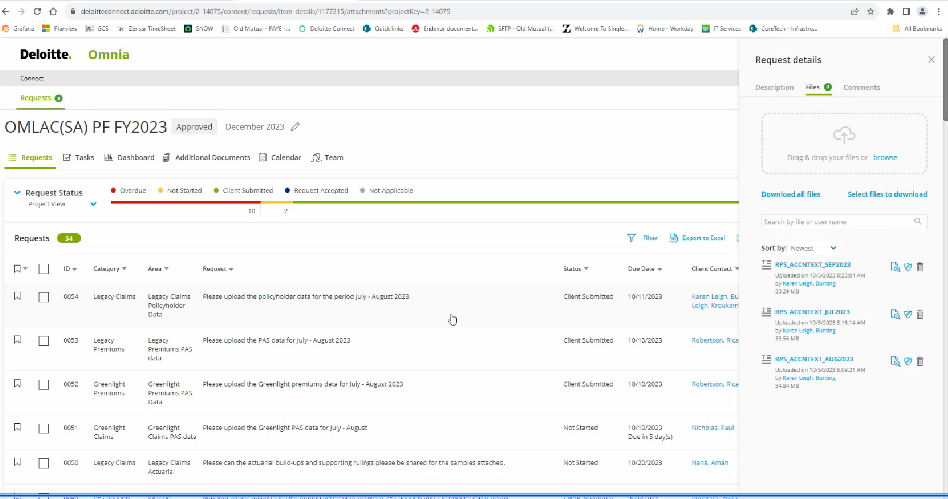 deloitteconnect.deloitte.com/project/2-14075/content/requests/item-details/1177215/attachments?projectKey=2-14075
Grafana
Planview
GCS
Zensar TimeSheet
SNOW
Old Mutual - PAYE -...
Deloitte Connect
Quick links
Endevor documents...
SFTP - Old Mutual (...
Welcome To Single...
Home - Workday
IT Services
CoreTech - Infrastruc...
All Bookmarks
Deloitte.
Omnia
Connect
Requests
OMLAC(SA) PF FY2023
Approved
December 2023
Requests
Tasks
Dashboard
Additional Documents
Calendar
Team
Request Status
Project View
Overdue
Not Started
Client Submitted
Request Accepted
Not Applicable
10
2
Requests
54
Filter
Export to Excel
ID
Category
Area
Request
Status
Due Date
Client Contact
0054
Legacy Claims
Legacy Claims
Policyholder
Data
Please upload the policyholder data for the period July - August 2023
Client Submitted
10/11/2023
Karen Leigh, Bu
Leigh, Kroukam
0053
Legacy
Premiums
Legacy
Premiums PAS
data
Please upload the PAS data for July - August 2023
Client Submitted
10/10/2023
Robertson, Rica
0052
Greenlight
Premiums
Greenlight
Premiums PAS
Data
Please upload the Greenlight premiums data for July - August 2023
Client Submitted
10/10/2023
Robertson, Rica
0051
Greenlight
Claims
Greenlight
Claims PAS data
Please upload the Greenlight PAS data for July - August
Not Started
10/10/2023
Due in 5 day(s)
Nicholas, Paul
0050
Legacy Claims
Legacy Claims
Actuarial
Please can the actuarial build-ups and supporting rulings please be shared for the samples attached.
Not Started
10/20/2023
Nana, Aman
Request details
Description
Files
Comments
Drag & drop your files or browse
Download all files
Select files to download
Search by file or user name
Sort by: Newest
RPS_ACCNTEXT_SEP2023
Uploaded on 10/5/2023 8:23:01 AM
by Karen Leigh, Bunting
33.29 MB
RPS_ACCNTEXT_JUL2023
Uploaded on 10/5/2023 8:16:14 AM
by Karen Leigh, Bunting
33.56 MB
RPS_ACCNTEXT_AUG2023
Uploaded on 10/5/2023 8:09:21 AM
by Karen Leigh, Bunting
34.84 MB